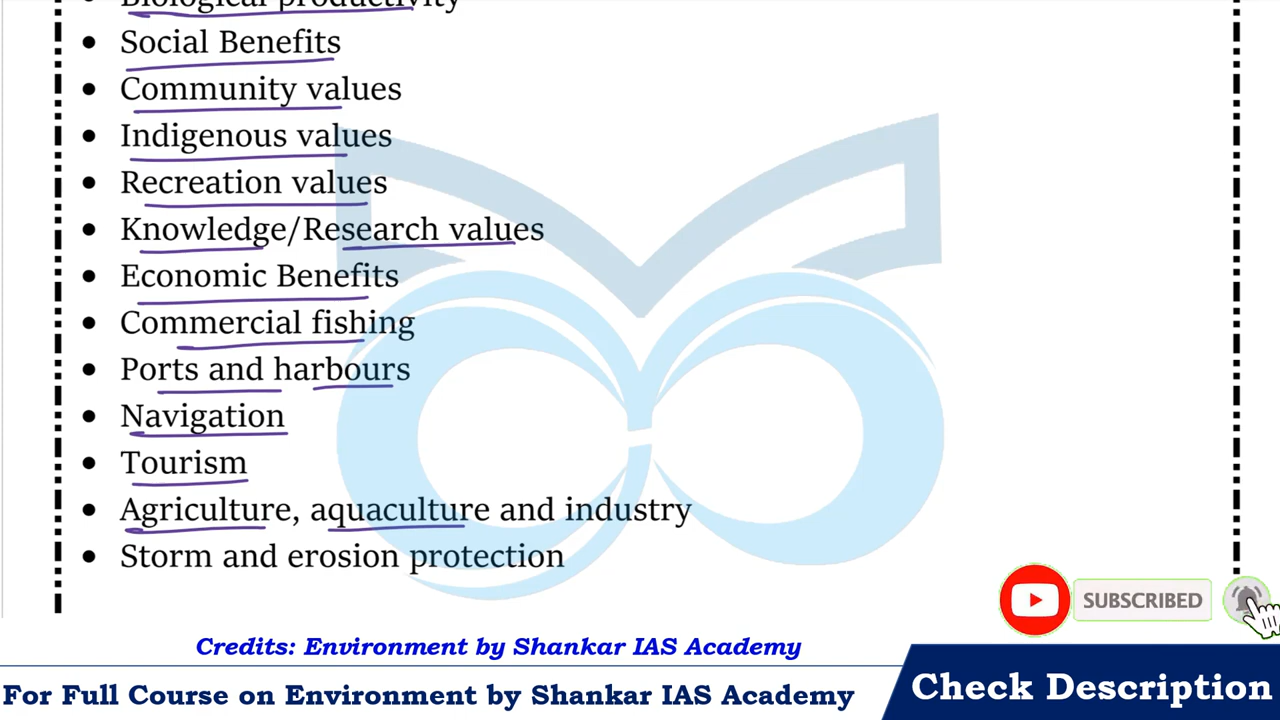 Biological productivity
• Social Benefits
• Community values
• Indigenous values
• Recreation values
• Knowledge/Research values
• Economic Benefits
• Commercial fishing
• Ports and harbours
• Navigation
• Tourism
• Agriculture, aquaculture and industry
• Storm and erosion protection
SUBSCRIBED
Credits: Environment by Shankar IAS Academy
For Full Course on Environment by Shankar IAS Academy
Check Description